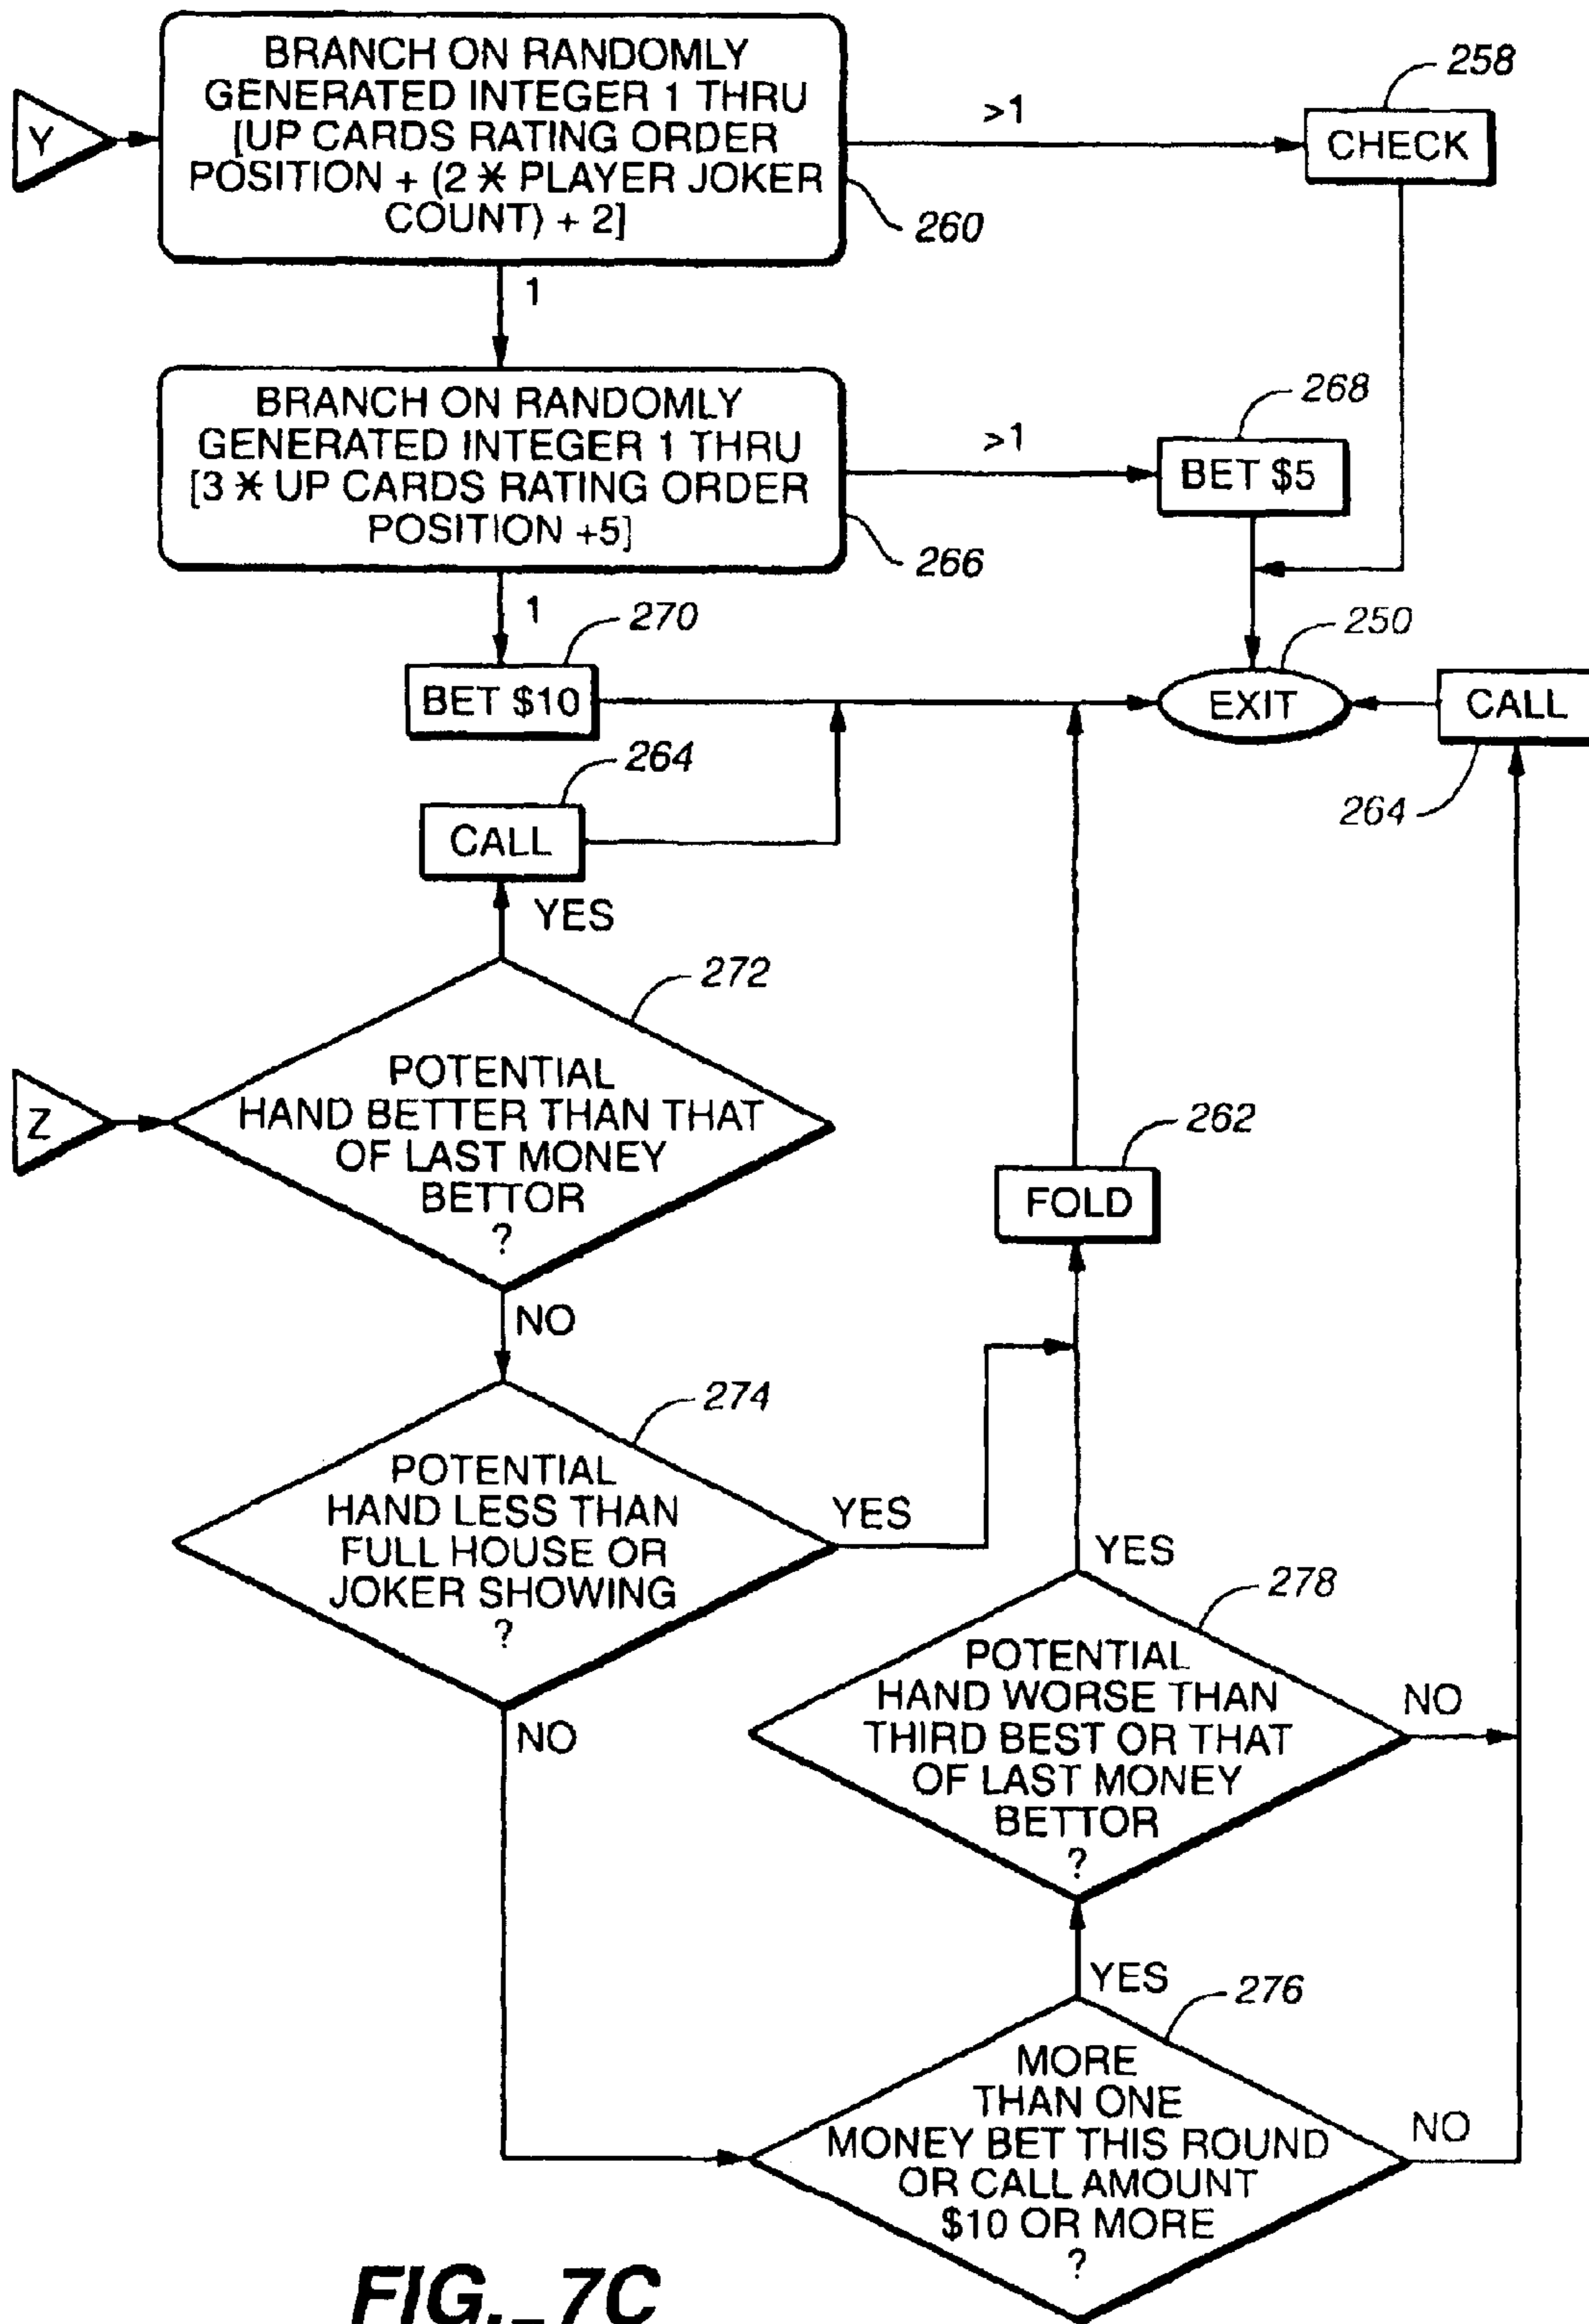 Y
BRANCH ON RANDOMLY
GENERATED INTEGER 1 THRU
[UP CARDS RATING ORDER
POSITION + (2 * PLAYER JOKER
COUNT) + 2]
260
>1
258
CHECK
1
BRANCH ON RANDOMLY
GENERATED INTEGER 1 THRU
[3 * UP CARDS RATING ORDER
POSITION +5]
266
>1
268
BET $5
1
270
BET $10
250
EXIT
CALL
264
264
CALL
YES
272
Z
POTENTIAL
HAND BETTER THAN THAT
OF LAST MONEY
BETTOR
?
262
FOLD
NO
274
POTENTIAL
HAND LESS THAN
FULL HOUSE OR
JOKER SHOWING
?
YES
YES
278
POTENTIAL
HAND WORSE THAN
THIRD BEST OR THAT
OF LAST MONEY
BETTOR
?
NO
NO
YES
276
MORE
THAN ONE
MONEY BET THIS ROUND
OR CALL AMOUNT
$10 OR MORE
?
NO
FIG._7C